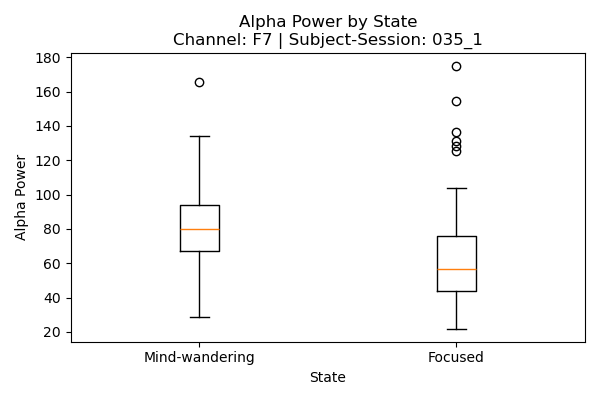 Alpha Power by State
Channel: F7 | Subject-Session: 035_1
180
160
140
120
100
80
60
40
20
Alpha Power
Mind-wandering
Focused
State